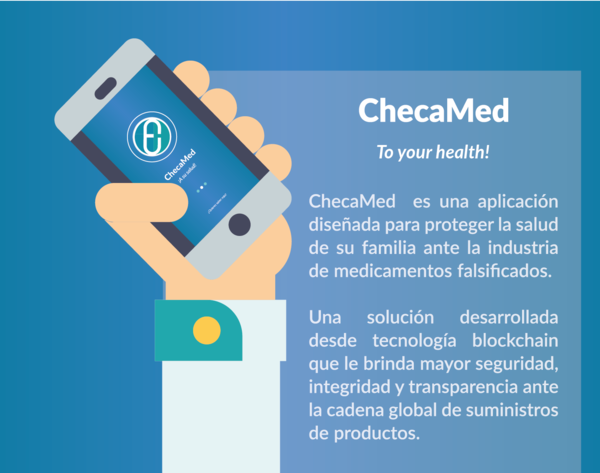 ChecaMed
To your health!
ChecaMed es una aplicación
diseñada para proteger la salud
de su familia ante la industria
de medicamentos falsificados.
Una solución desarrollada
desde tecnología blockchain
que le brinda mayor seguridad,
integridad y transparencia ante
la cadena global de suministros
de productos.
ChecaMed
¡A su salud!